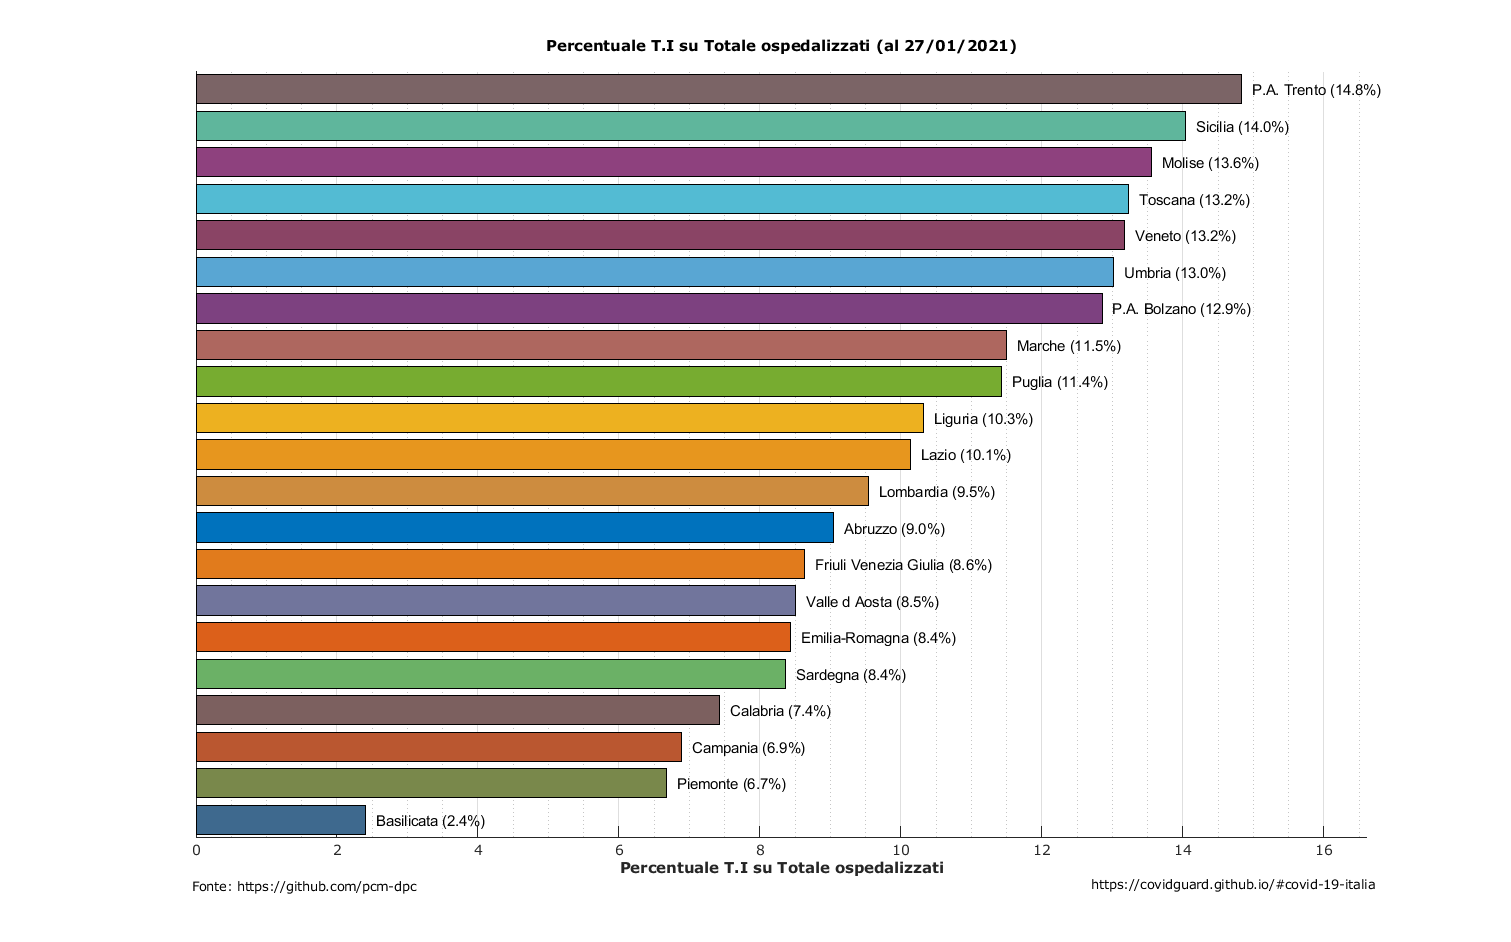 Percentuale T.I su Totale ospedalizzati (al 27/01/2021)
P.A. Trento (14.8%)
Sicilia (14.0%)
Molise (13.6%)
Toscana (13.2%)
Veneto (13.2%)
Umbria (13.0%)
P.A. Bolzano (12.9%)
Marche (11.5%)
Puglia (11.4%)
Liguria (10.3%)
Lazio (10.1%)
Lombardia (9.5%)
Abruzzo (9.0%)
Friuli Venezia Giulia (8.6%)
Valle d Aosta (8.5%)
Emilia-Romagna (8.4%)
Sardegna (8.4%)
Calabria (7.4%)
Campania (6.9%)
Piemonte (6.7%)
Basilicata (2.4%)
0 2 4 6 8 10 12 14 16
Percentuale T.I su Totale ospedalizzati
Fonte: https://github.com/pcm-dpc
https://covidguard.github.io/#covid-19-italia